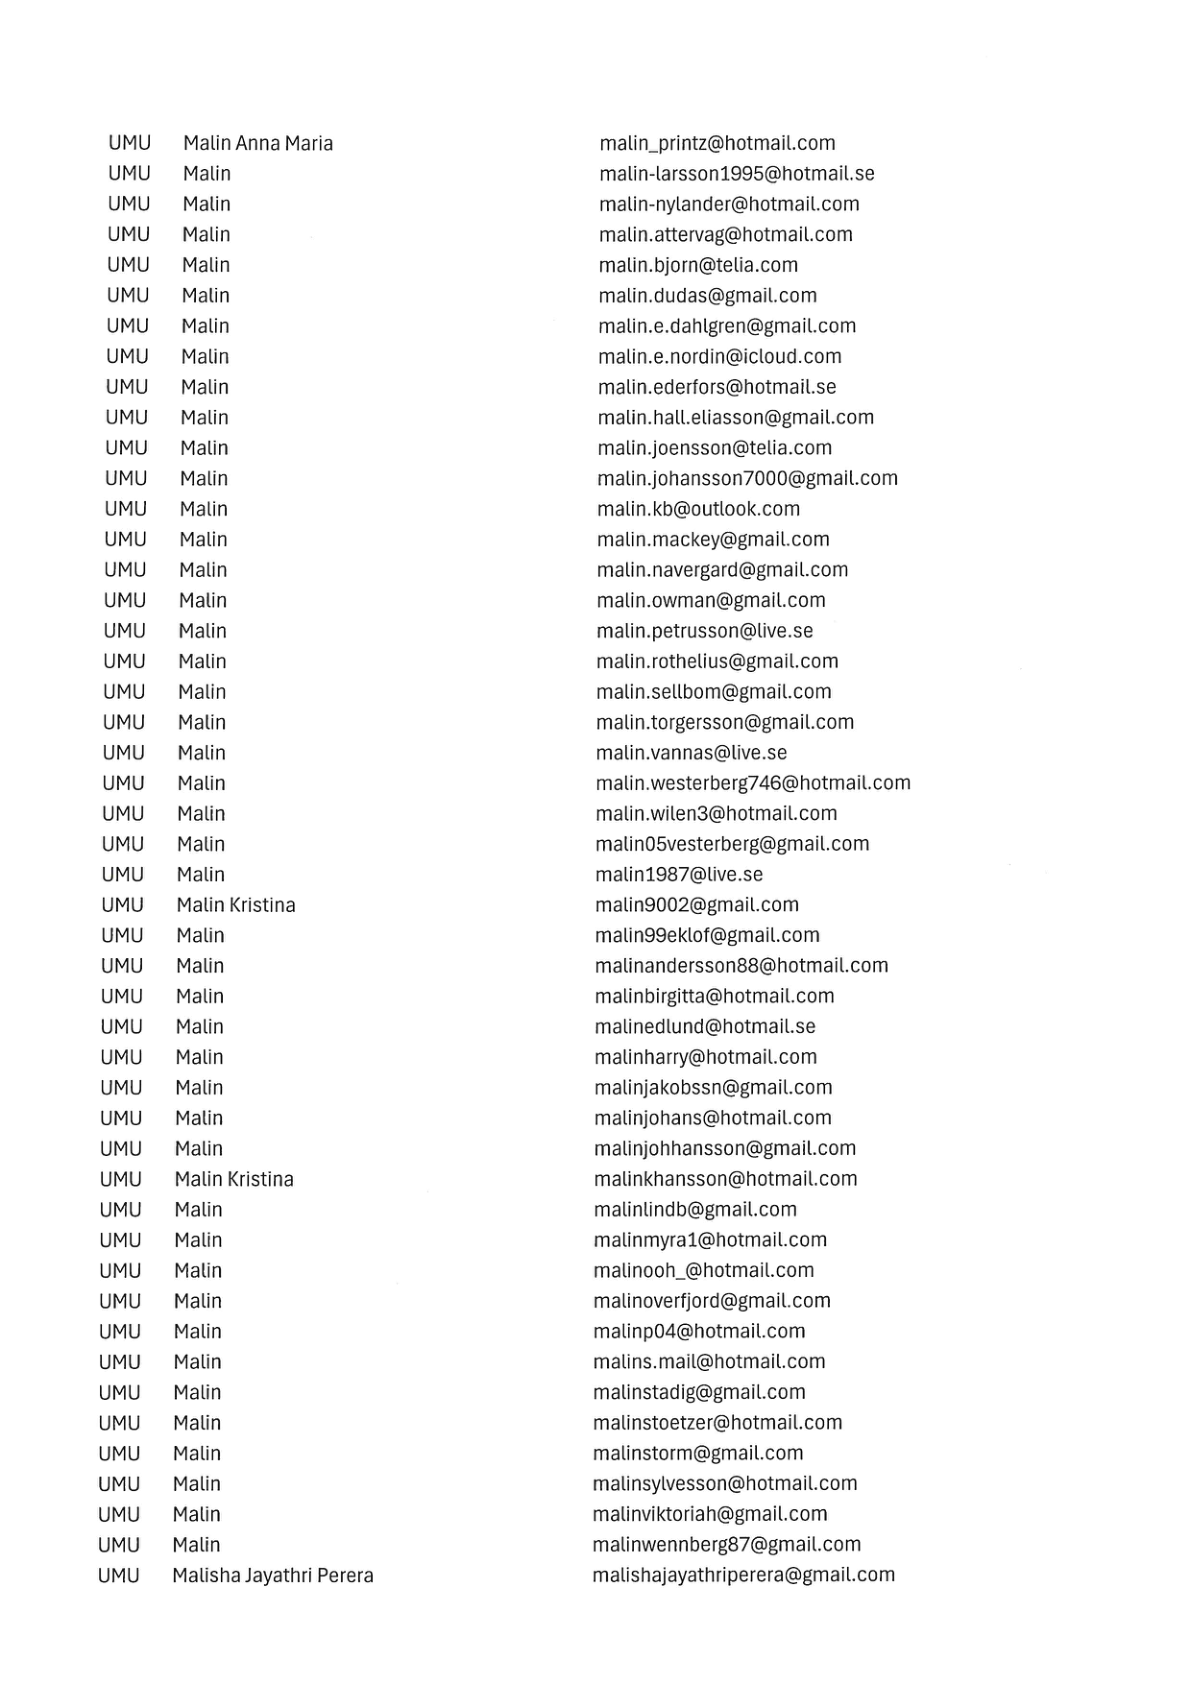 UMU Malin Anna Maria malin_printz@hotmail.com
UMU Malin malin-larsson1995@hotmail.se
UMU Malin malin-nylander@hotmail.com
UMU Malin malin.attervag@hotmail.com
UMU Malin malin.bjorn@telia.com
UMU Malin malin.dudas@gmail.com
UMU Malin malin.e.dahlgren@gmail.com
UMU Malin malin.e.nordin@icloud.com
UMU Malin malin.ederfors@hotmail.se
UMU Malin malin.hall.eliasson@gmail.com
UMU Malin malin.joensson@telia.com
UMU Malin malin.johansson7000@gmail.com
UMU Malin malin.kb@outlook.com
UMU Malin malin.mackey@gmail.com
UMU Malin malin.navergard@gmail.com
UMU Malin malin.owman@gmail.com
UMU Malin malin.petrusson@live.se
UMU Malin malin.rothelius@gmail.com
UMU Malin malin.sellbom@gmail.com
UMU Malin malin.torgersson@gmail.com
UMU Malin malin.vannas@live.se
UMU Malin malin.westerberg746@hotmail.com
UMU Malin malin.wilen3@hotmail.com
UMU Malin malin05vesterberg@gmail.com
UMU Malin malin1987@live.se
UMU Malin Kristina malin9002@gmail.com
UMU Malin malin99eklof@gmail.com
UMU Malin malinandersson88@hotmail.com
UMU Malin malinbirgitta@hotmail.com
UMU Malin malinedlund@hotmail.se
UMU Malin malinharry@hotmail.com
UMU Malin malinjakobssn@gmail.com
UMU Malin malinjohans@hotmail.com
UMU Malin malinjohhansson@gmail.com
UMU Malin Kristina malinkhansson@hotmail.com
UMU Malin malinlindb@gmail.com
UMU Malin malinmyra1@hotmail.com
UMU Malin malinooh_@hotmail.com
UMU Malin malinoverfjord@gmail.com
UMU Malin malinp04@hotmail.com
UMU Malin malins.mail@hotmail.com
UMU Malin malinstadig@gmail.com
UMU Malin malinstoetzer@hotmail.com
UMU Malin malinstorm@gmail.com
UMU Malin malinsylvesson@hotmail.com
UMU Malin malinviktoriah@gmail.com
UMU Malin malinwennberg87@gmail.com
UMU Malisha Jayathri Perera malishajayathriperera@gmail.com